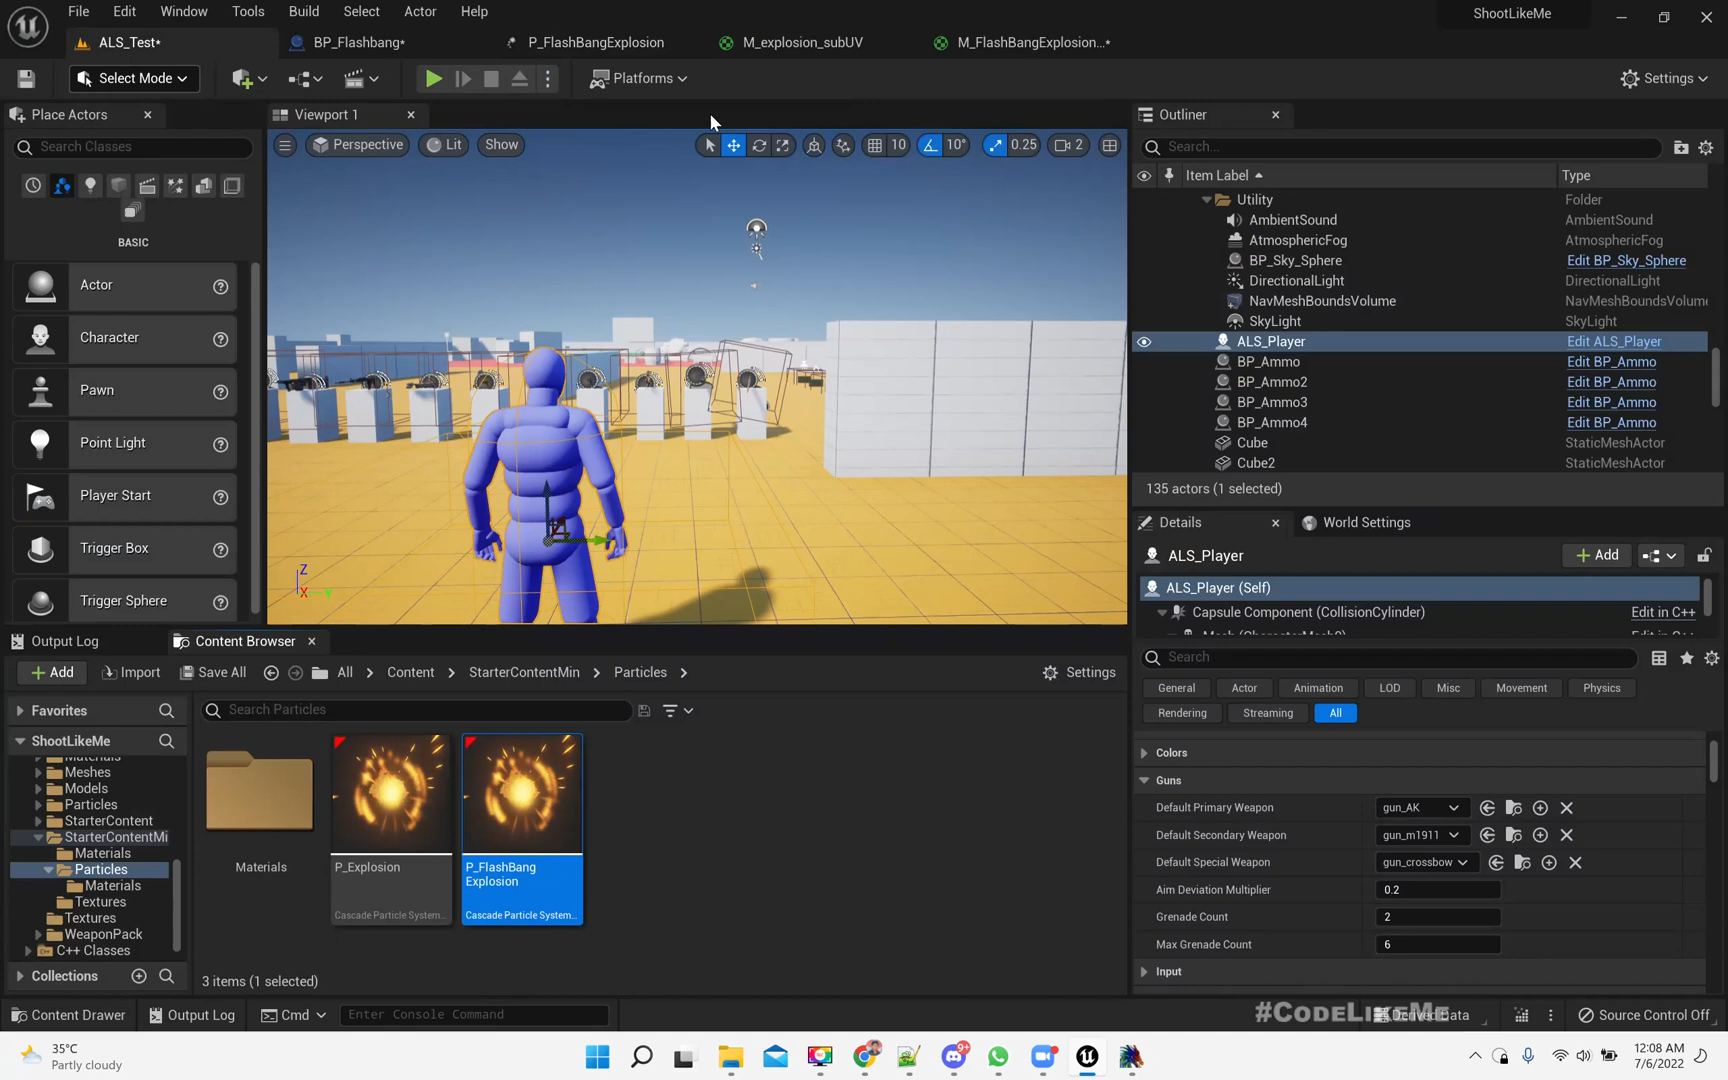 File Edit Window Tools Build Select Actor Help
ShootLikeMe
ALS_Test* BP_Flashbang* P_FlashBangExplosion M_explosion_subUV M_FlashBangExplosion...*
Select Mode Platforms Settings
Place Actors Viewport 1 Outliner
Search Classes Perspective Lit Show 10 10° 0.25 2 Search...
Item Label Type
Utility Folder
AmbientSound AmbientSound
AtmosphericFog AtmosphericFog
BP_Sky_Sphere Edit BP_Sky_Sphere
DirectionalLight DirectionalLight
NavMeshBoundsVolume NavMeshBoundsVolume
SkyLight SkyLight
ALS_Player Edit ALS_Player
BP_Ammo Edit BP_Ammo
BP_Ammo2 Edit BP_Ammo
BP_Ammo3 Edit BP_Ammo
BP_Ammo4 Edit BP_Ammo
Cube StaticMeshActor
Cube2 StaticMeshActor
135 actors (1 selected)
BASIC
Actor
Character
Pawn
Point Light
Player Start
Trigger Box
Trigger Sphere
Z
X Y
Details World Settings
ALS_Player Add
ALS_Player (Self)
Capsule Component (CollisionCylinder) Edit in C++
Mesh (CharacterMesh0) Edit in C++
Search
General Actor Animation LOD Misc Movement Physics
Rendering Streaming All
Colors
Guns
Default Primary Weapon gun_AK
Default Secondary Weapon gun_m1911
Default Special Weapon gun_crossbow
Aim Deviation Multiplier 0.2
Grenade Count 2
Max Grenade Count 6
Input
Output Log Content Browser
Add Import Save All All Content StarterContentMin Particles Settings
Favorites Search Particles
ShootLikeMe
Materials
Meshes
Models
Particles
StarterContent
StarterContentMi
Materials
Particles
Materials
Textures
Textures
WeaponPack
C++ Classes
Collections
Materials
P_Explosion
Cascade Particle System...
P_FlashBang
Explosion
Cascade Particle System...
3 items (1 selected)
Content Drawer Output Log Cmd Enter Console Command Derived Data Source Control Off
#CODELIKEME
35°C
Partly cloudy
9+
12:08 AM
7/6/2022